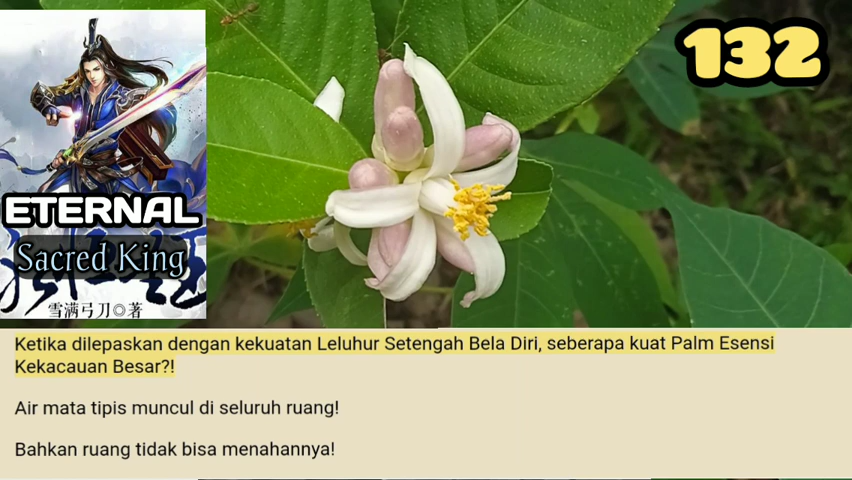 132
ETERNAL
Sacred King
雪满弓刀◎著
Ketika dilepaskan dengan kekuatan Leluhur Setengah Bela Diri, seberapa kuat Palm Esensi
Kekacauan Besar?!
Air mata tipis muncul di seluruh ruang!
Bahkan ruang tidak bisa menahannya!